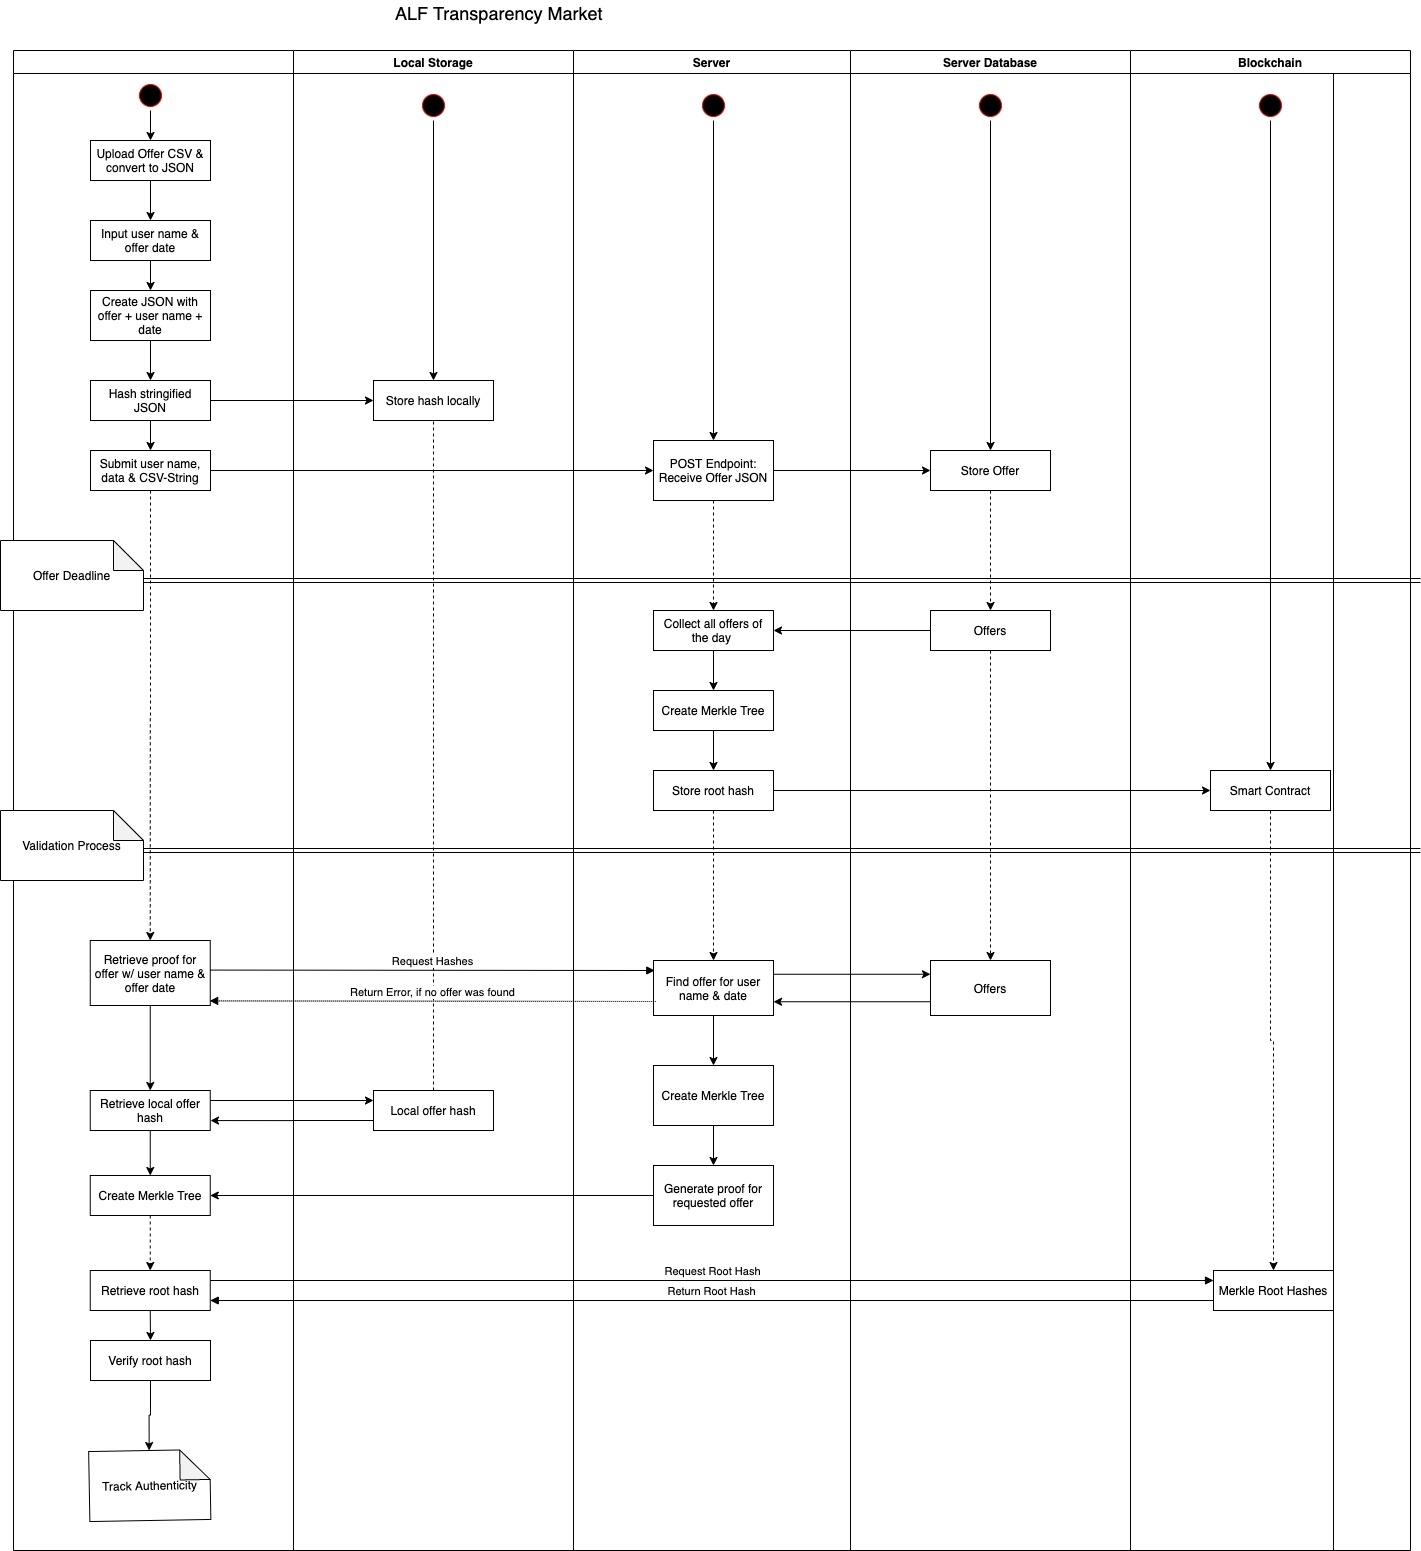 ALF Transparency Market
Local Storage
Server
Server Database
Blockchain
Upload Offer CSV &
convert to JSON
Input user name &
offer date
Create JSON with
offer + user name +
date
Hash stringified
JSON
Store hash locally
Submit user name,
data & CSV-String
POST Endpoint:
Receive Offer JSON
Store Offer
Offer Deadline
Collect all offers of
the day
Offers
Create Merkle Tree
Store root hash
Smart Contract
Validation Process
Retrieve proof for
offer w/ user name &
offer date
Request Hashes
Return Error, if no offer was found
Find offer for user
name & date
Offers
Create Merkle Tree
Retrieve local offer
hash
Local offer hash
Create Merkle Tree
Generate proof for
requested offer
Retrieve root hash
Request Root Hash
Return Root Hash
Merkle Root Hashes
Verify root hash
Track Authenticity